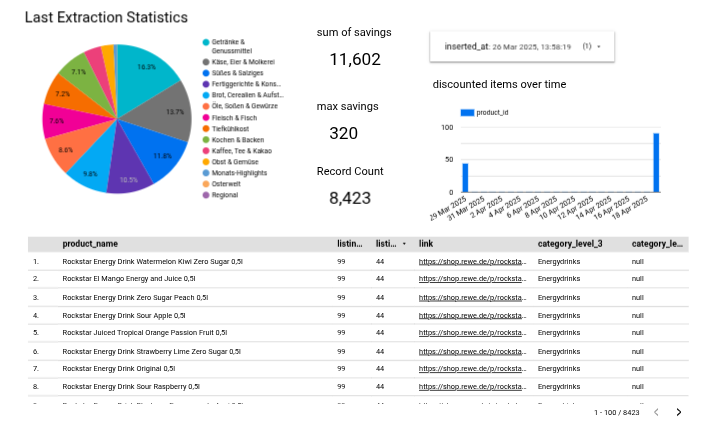 Last Extraction Statistics
16.3%
13.7%
11.8%
10.5%
9.8%
8.8%
7.8%
7.2%
7.1%
Getränke &
Genussmittel
Käse, Eier & Molkerei
Süßes & Salziges
Fertiggerichte & Kons...
Brot, Cerealien & Aufst...
Öle, Soßen & Gewürze
Fleisch & Fisch
Tiefkühlkost
Kochen & Backen
Kaffee, Tee & Kakao
Obst & Gemüse
Monats-Highlights
Osterwelt
Regional
sum of savings
11,602
max savings
320
Record Count
8,423
inserted_at: 26 Mar 2025, 13:58:19 (1)
discounted items over time
product_id
100
50
0
29 Mar 2025
31 Mar 2025
2 Apr 2025
4 Apr 2025
6 Apr 2025
8 Apr 2025
10 Apr 2025
12 Apr 2025
14 Apr 2025
16 Apr 2025
18 Apr 2025
product_name listin... listi... link category_level_3 category_le...
1. Rockstar Energy Drink Watermelon Kiwi Zero Sugar 0,5l 99 44 https://shop.rewe.de/p/rocksta... Energydrinks null
2. Rockstar El Mango Energy and Juice 0,5l 99 44 https://shop.rewe.de/p/rocksta... Energydrinks null
3. Rockstar Energy Drink Zero Sugar Peach 0,5l 99 44 https://shop.rewe.de/p/rocksta... Energydrinks null
4. Rockstar Energy Drink Sour Apple 0,5l 99 44 https://shop.rewe.de/p/rocksta... Energydrinks null
5. Rockstar Juiced Tropical Orange Passion Fruit 0,5l 99 44 https://shop.rewe.de/p/rocksta... Energydrinks null
6. Rockstar Energy Drink Strawberry Lime Zero Sugar 0,5l 99 44 https://shop.rewe.de/p/rocksta... Energydrinks null
7. Rockstar Energy Drink Original 0,5l 99 44 https://shop.rewe.de/p/rocksta... Energydrinks null
8. Rockstar Energy Drink Sour Raspberry 0,5l 99 44 https://shop.rewe.de/p/rocksta... Energydrinks null
1 - 100 / 8423